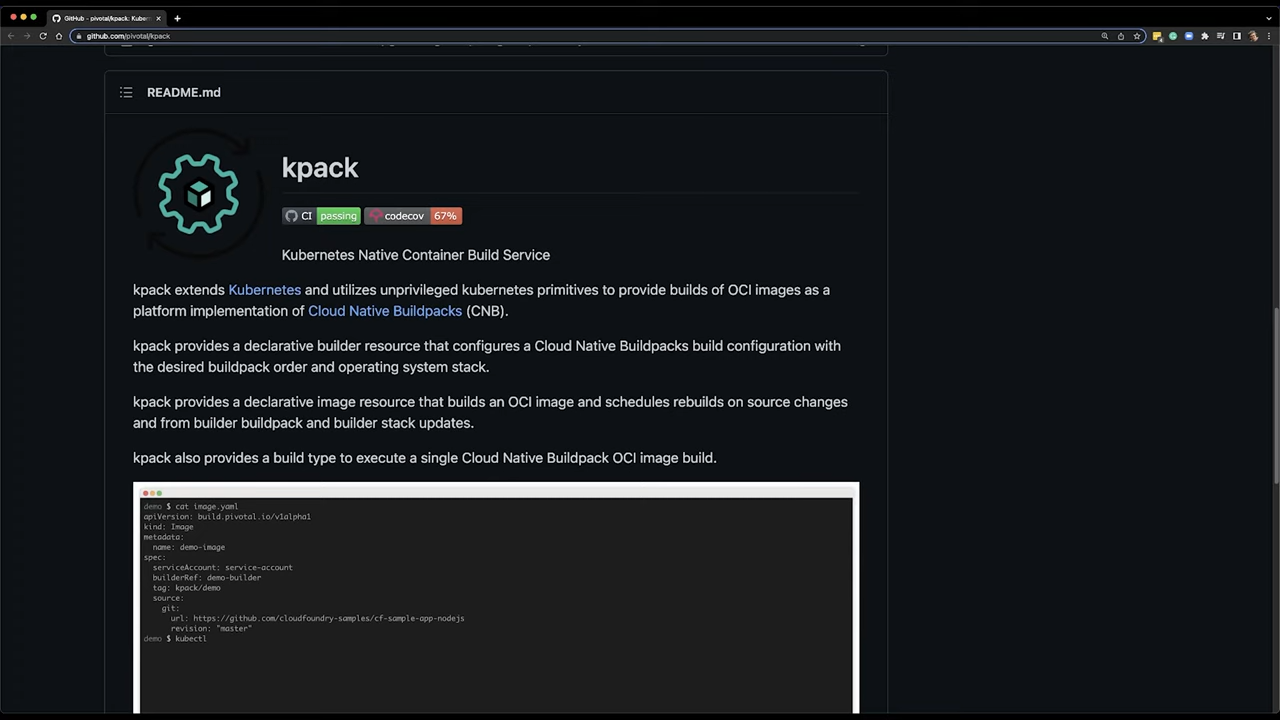 GitHub - pivotal/kpack: Kuber
github.com/pivotal/kpack
README.md
kpack
CI passing codecov 67%
Kubernetes Native Container Build Service
kpack extends Kubernetes and utilizes unprivileged kubernetes primitives to provide builds of OCI images as a
platform implementation of Cloud Native Buildpacks (CNB).
kpack provides a declarative builder resource that configures a Cloud Native Buildpacks build configuration with
the desired buildpack order and operating system stack.
kpack provides a declarative image resource that builds an OCI image and schedules rebuilds on source changes
and from builder buildpack and builder stack updates.
kpack also provides a build type to execute a single Cloud Native Buildpack OCI image build.
demo $ cat image.yaml
apiVersion: build.pivotal.io/v1alpha1
kind: Image
metadata:
name: demo-image
spec:
serviceAccount: service-account
builderRef: demo-builder
tag: kpack/demo
source:
git:
url: https://github.com/cloudfoundry-samples/cf-sample-app-nodejs
revision: "master"
demo $ kubectl